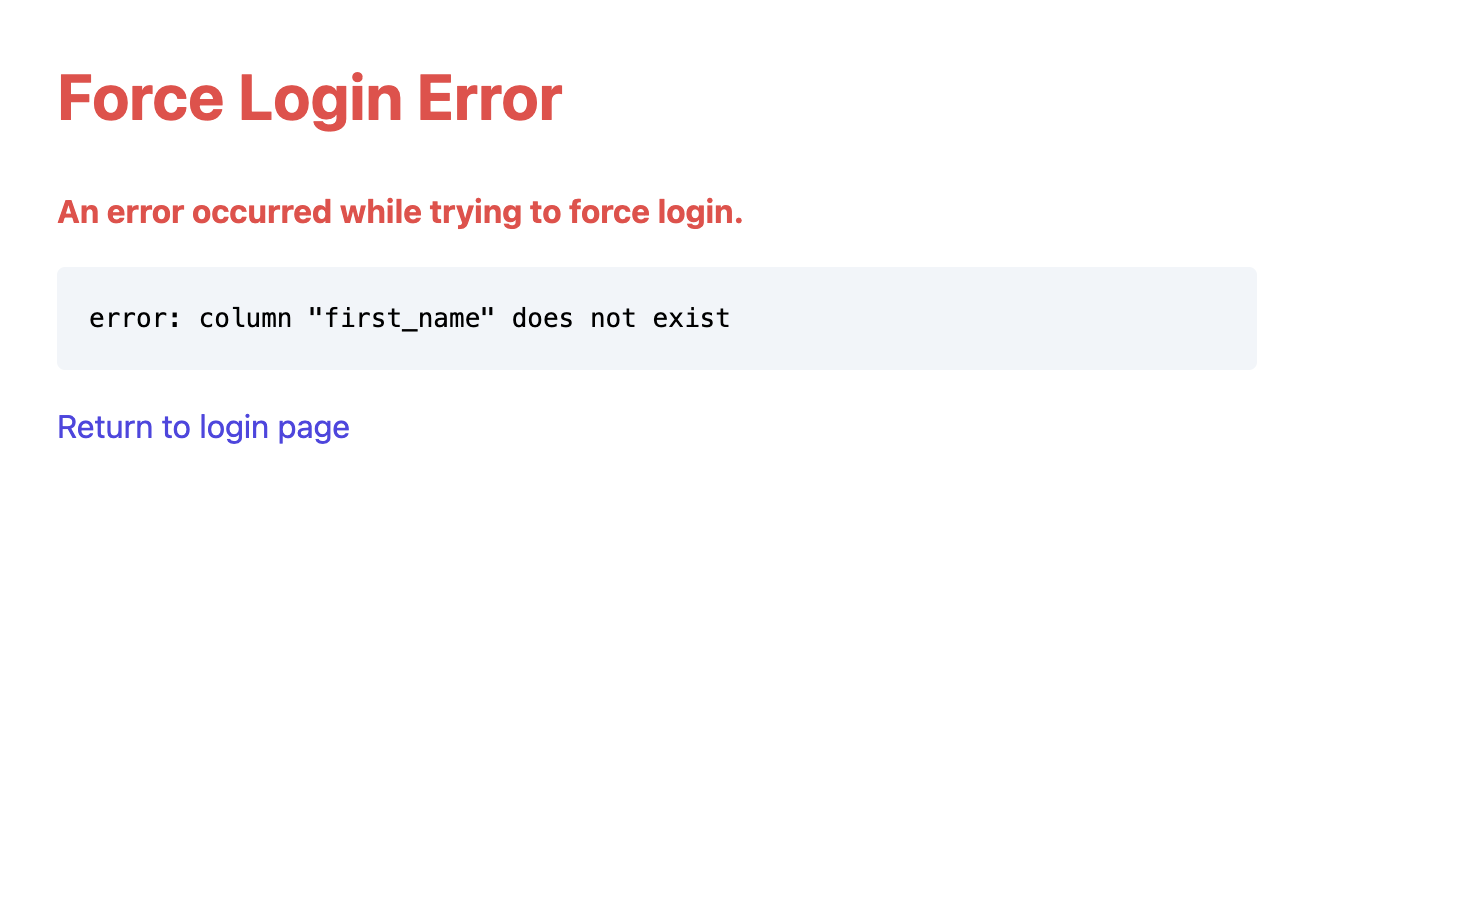 Force Login Error
An error occurred while trying to force login.
error: column "first_name" does not exist
Return to login page